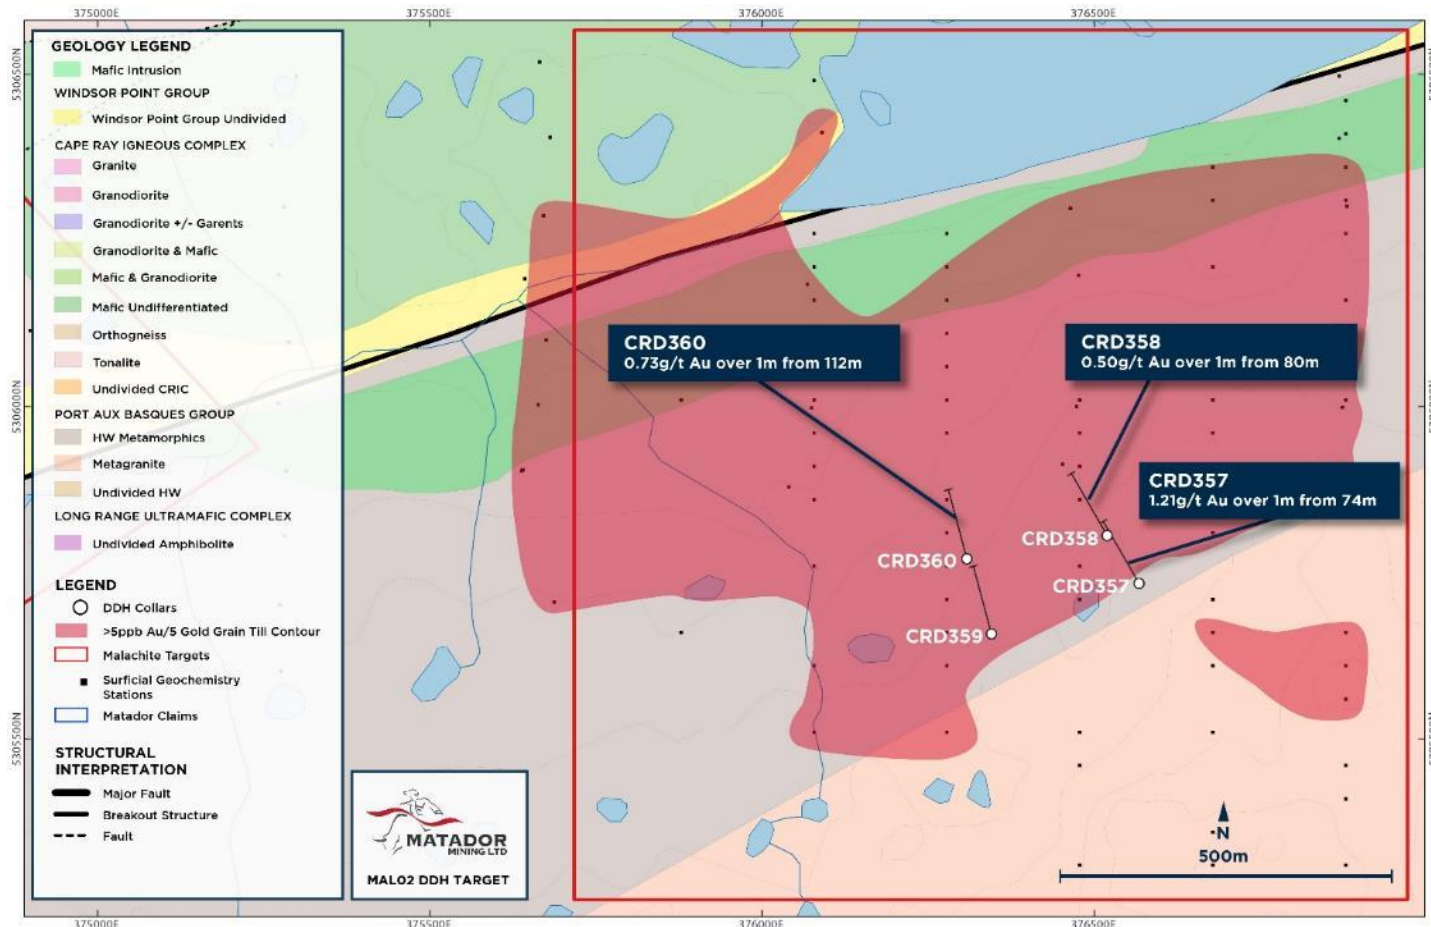 375000E 375500E 376000E 376500E
5306500N
5306000N
5305500N
GEOLOGY LEGEND
Mafic Intrusion
WINDSOR POINT GROUP
Windsor Point Group Undivided
CAPE RAY IGNEOUS COMPLEX
Granite
Granodiorite
Granodiorite +/- Garents
Granodiorite & Mafic
Mafic & Granodiorite
Mafic Undifferentiated
Orthogneiss
Tonalite
Undivided CRIC
PORT AUX BASQUES GROUP
HW Metamorphics
Metagranite
Undivided HW
LONG RANGE ULTRAMAFIC COMPLEX
Undivided Amphibolite
LEGEND
DDH Collars
>5ppb Au/5 Gold Grain Till Contour
Malachite Targets
Surficial Geochemistry
Stations
Matador Claims
STRUCTURAL
INTERPRETATION
Major Fault
Breakout Structure
Fault
MATADOR
MINING LTD
MAL02 DDH TARGET
CRD360
0.73g/t Au over 1m from 112m
CRD358
0.50g/t Au over 1m from 80m
CRD357
1.21g/t Au over 1m from 74m
CRD358
CRD360
CRD357
CRD359
N
500m
375000E 375500E 376000E 376500E